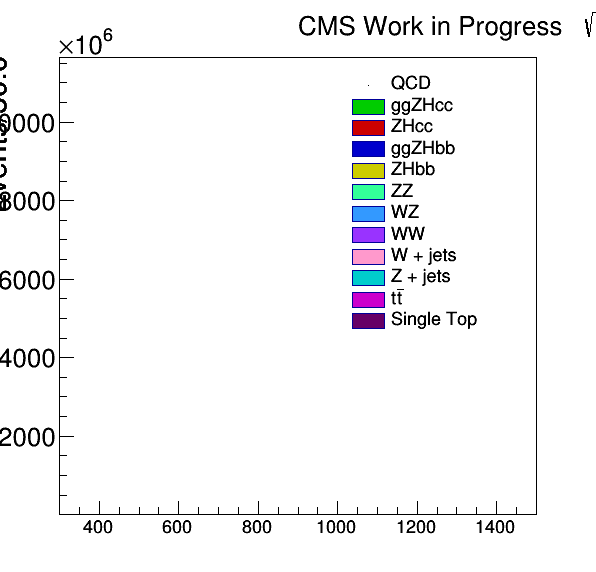 CMS Work in Progress √
×10⁶
QCD
ggZHcc
ZHcc
ggZHbb
ZHbb
ZZ
WZ
WW
W + jets
Z + jets
tt̅
Single Top
8000
6000
4000
2000
400 600 800 1000 1200 1400